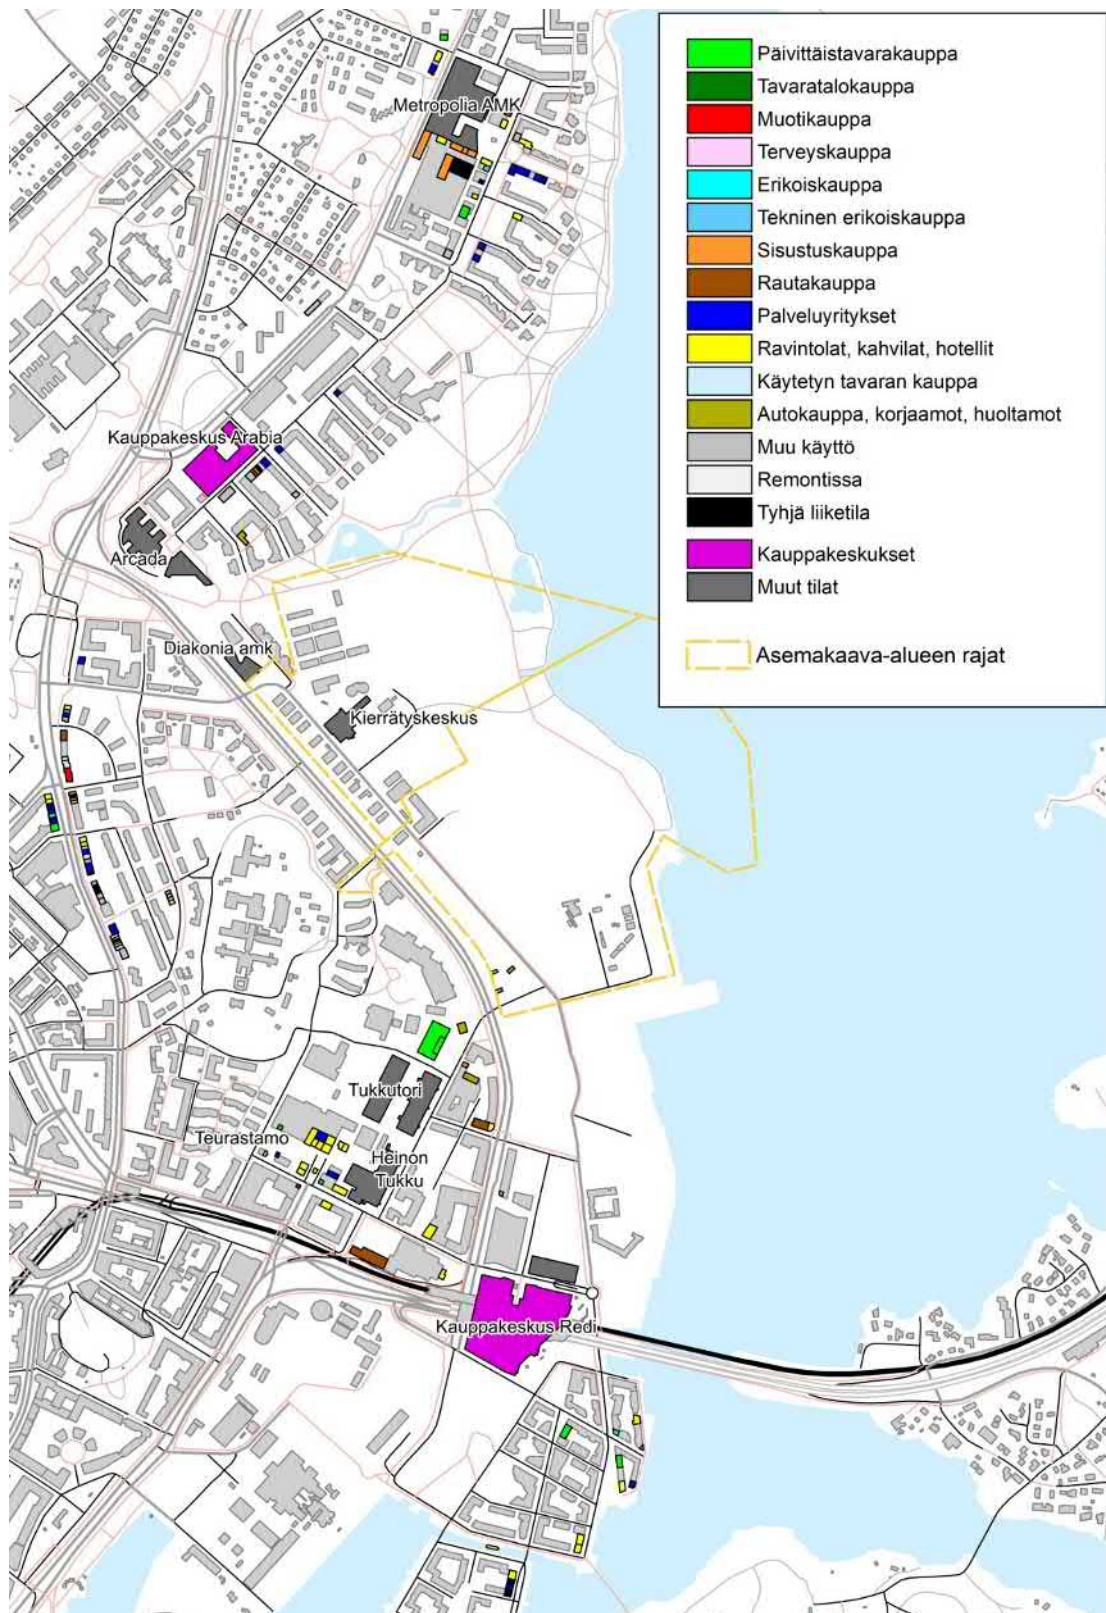 Päivittäistavarakauppa
Tavaratalokauppa
Muotikauppa
Terveyskauppa
Erikoiskauppa
Tekninen erikoiskauppa
Sisustuskauppa
Rautakauppa
Palveluyritykset
Ravintolat, kahvilat, hotellit
Käytetyn tavaran kauppa
Autokauppa, korjaamot, huoltamot
Muu käyttö
Remontissa
Tyhjä liiketila
Kauppakeskukset
Muut tilat
Asemakaava-alueen rajat
Metropolia AMK
Kauppakeskus Arabia
Arcada
Diakonia amk
Kierrätyskeskus
Tukkutori
Teurastamo
Heinon
Tukku
Kauppakeskus Redi